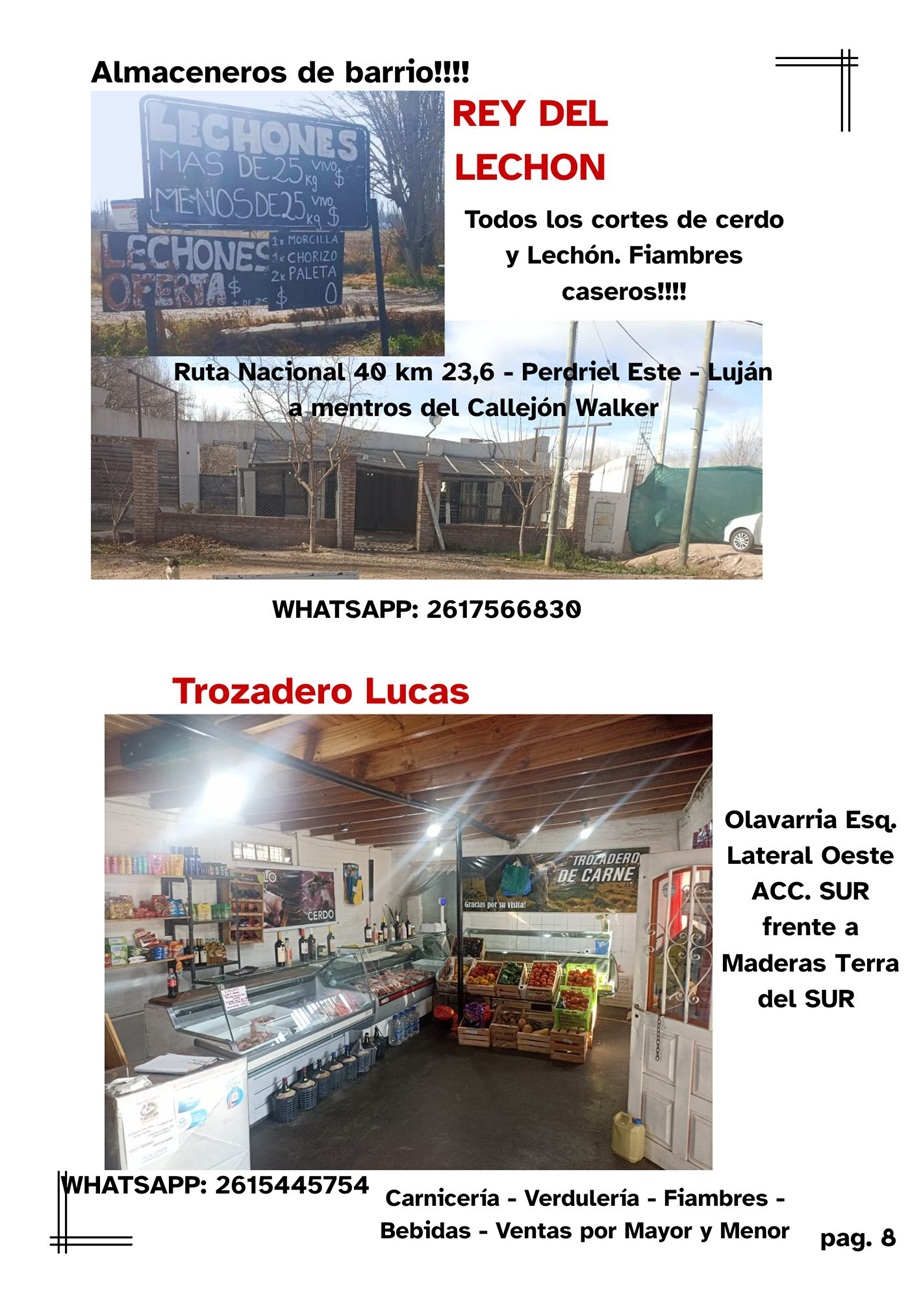 Almaceneros de barrio!!!!
REY DEL
LECHON
LECHONES
MAS DE 25 kg VIVO $
MENOS DE 25 kg VIVO $
LECHONES
OFERTA $
1k MORCILLA
1k CHORIZO
2k PALETA
$ 0
Todos los cortes de cerdo
y Lechón. Fiambres
caseros!!!!
Ruta Nacional 40 km 23,6 - Perdriel Este - Luján
a mentros del Callejón Walker
WHATSAPP: 2617566830
Trozadero Lucas
TROZADERO
DE CARNE
Gracias por su visita!
CERDO
Olavarria Esq.
Lateral Oeste
ACC. SUR
frente a
Maderas Terra
del SUR
WHATSAPP: 2615445754
Carnicería - Verdulería - Fiambres -
Bebidas - Ventas por Mayor y Menor
pag. 8